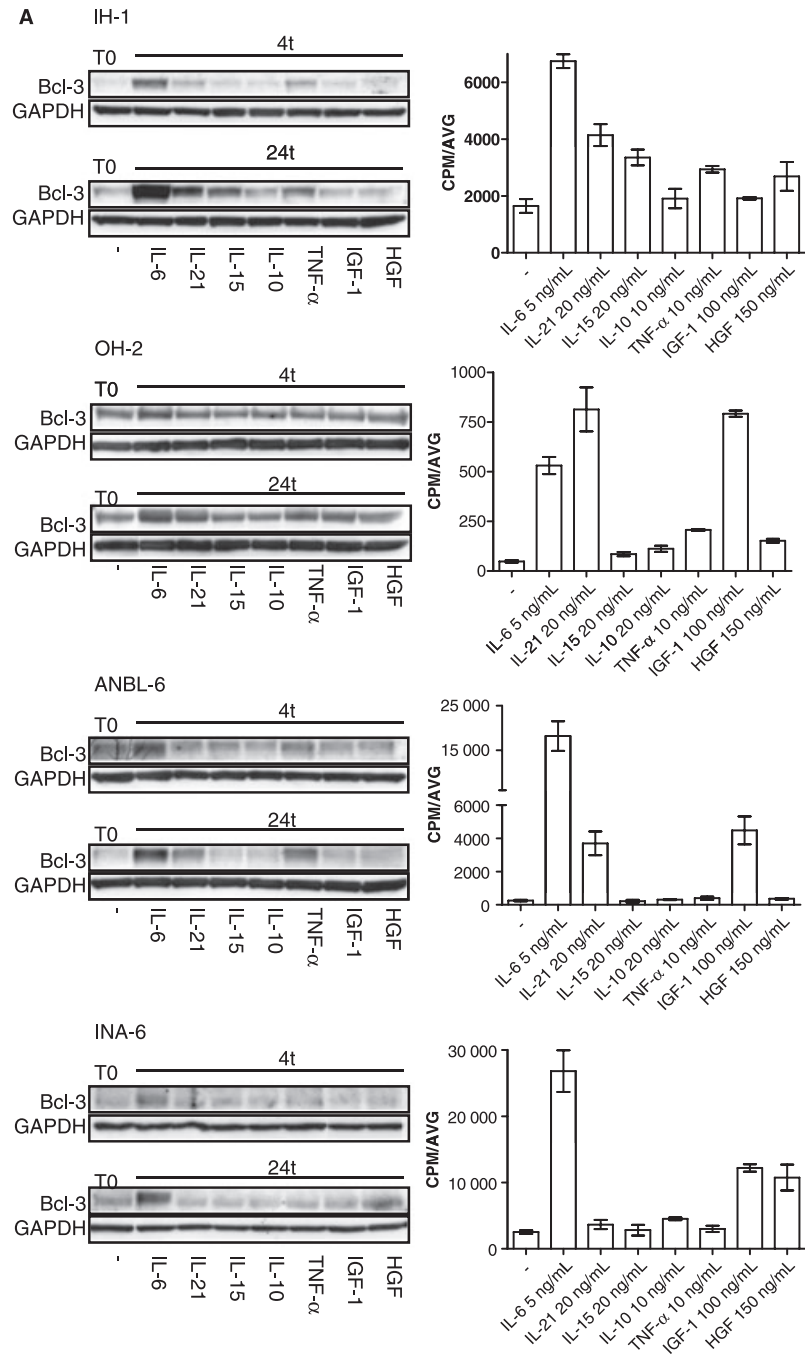 A
IH-1
T0
4t
Bcl-3
GAPDH
T0
24t
Bcl-3
GAPDH
-
IL-6
IL-21
IL-15
IL-10
TNF-α
IGF-1
HGF
CPM/AVG
6000
4000
2000
0
-
IL-6 5 ng/mL
IL-21 20 ng/mL
IL-15 20 ng/mL
IL-10 10 ng/mL
TNF-α 10 ng/mL
IGF-1 100 ng/mL
HGF 150 ng/mL
OH-2
T0
4t
Bcl-3
GAPDH
T0
24t
Bcl-3
GAPDH
-
IL-6
IL-21
IL-15
IL-10
TNF-α
IGF-1
HGF
CPM/AVG
1000
750
500
250
0
-
IL-6 5 ng/mL
IL-21 20 ng/mL
IL-15 20 ng/mL
IL-10 20 ng/mL
TNF-α 10 ng/mL
IGF-1 100 ng/mL
HGF 150 ng/mL
ANBL-6
T0
4t
Bcl-3
GAPDH
T0
24t
Bcl-3
GAPDH
-
IL-6
IL-21
IL-15
IL-10
TNF-α
IGF-1
HGF
CPM/AVG
25 000
15 000
6000
4000
2000
0
-
IL-6 5 ng/mL
IL-21 20 ng/mL
IL-15 20 ng/mL
IL-10 20 ng/mL
TNF-α 10 ng/mL
IGF-1 100 ng/mL
HGF 150 ng/mL
INA-6
T0
4t
Bcl-3
GAPDH
T0
24t
Bcl-3
GAPDH
-
IL-6
IL-21
IL-15
IL-10
TNF-α
IGF-1
HGF
CPM/AVG
30 000
20 000
10 000
0
-
IL-6 5 ng/mL
IL-21 20 ng/mL
IL-15 20 ng/mL
IL-10 10 ng/mL
TNF-α 10 ng/mL
IGF-1 100 ng/mL
HGF 150 ng/mL